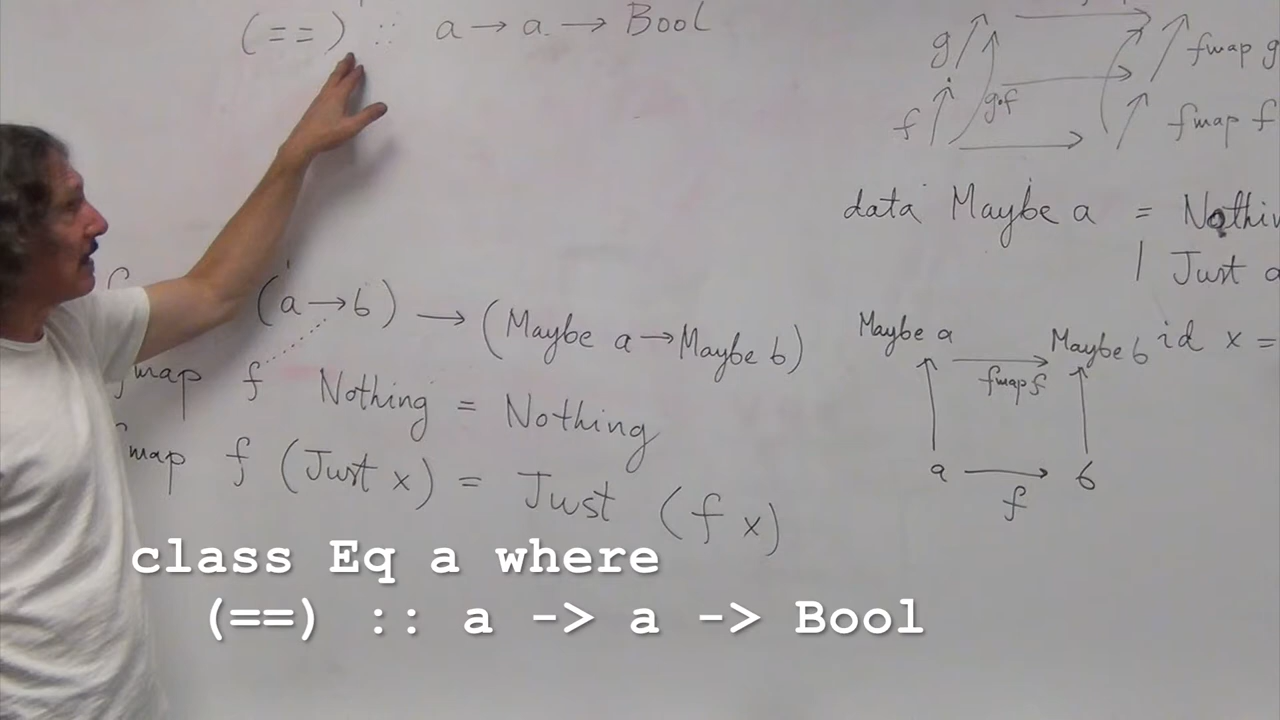 (==) :: a → a → Bool
g
fmap g
g∘f
f
fmap f
data Maybe a =
| Just a
(a → b) → (Maybe a → Maybe b)
fmap f Nothing = Nothing
fmap f (Just x) = Just (f x)
Maybe a
Maybe b
fmap f
a
b
f
id x =
class Eq a where
(==) :: a -> a -> Bool